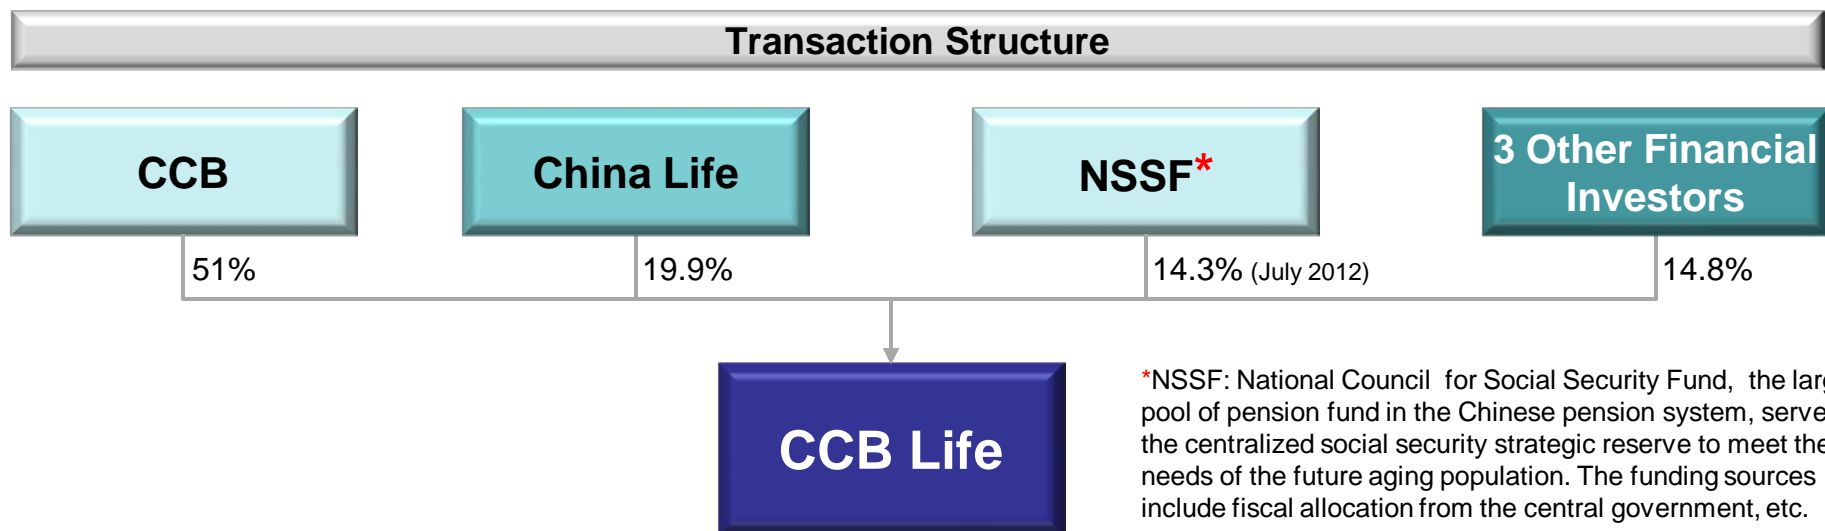 Transaction Structure
CCB
China Life
NSSF*
3 Other Financial
Investors
51%
19.9%
14.3% (July 2012)
14.8%
CCB Life
*NSSF: National Council for Social Security Fund, the
pool of pension fund in the Chinese pension system,
the centralized social security strategic reserve to meet the
needs of the future aging population. The funding sources
include fiscal allocation from the central government, etc.